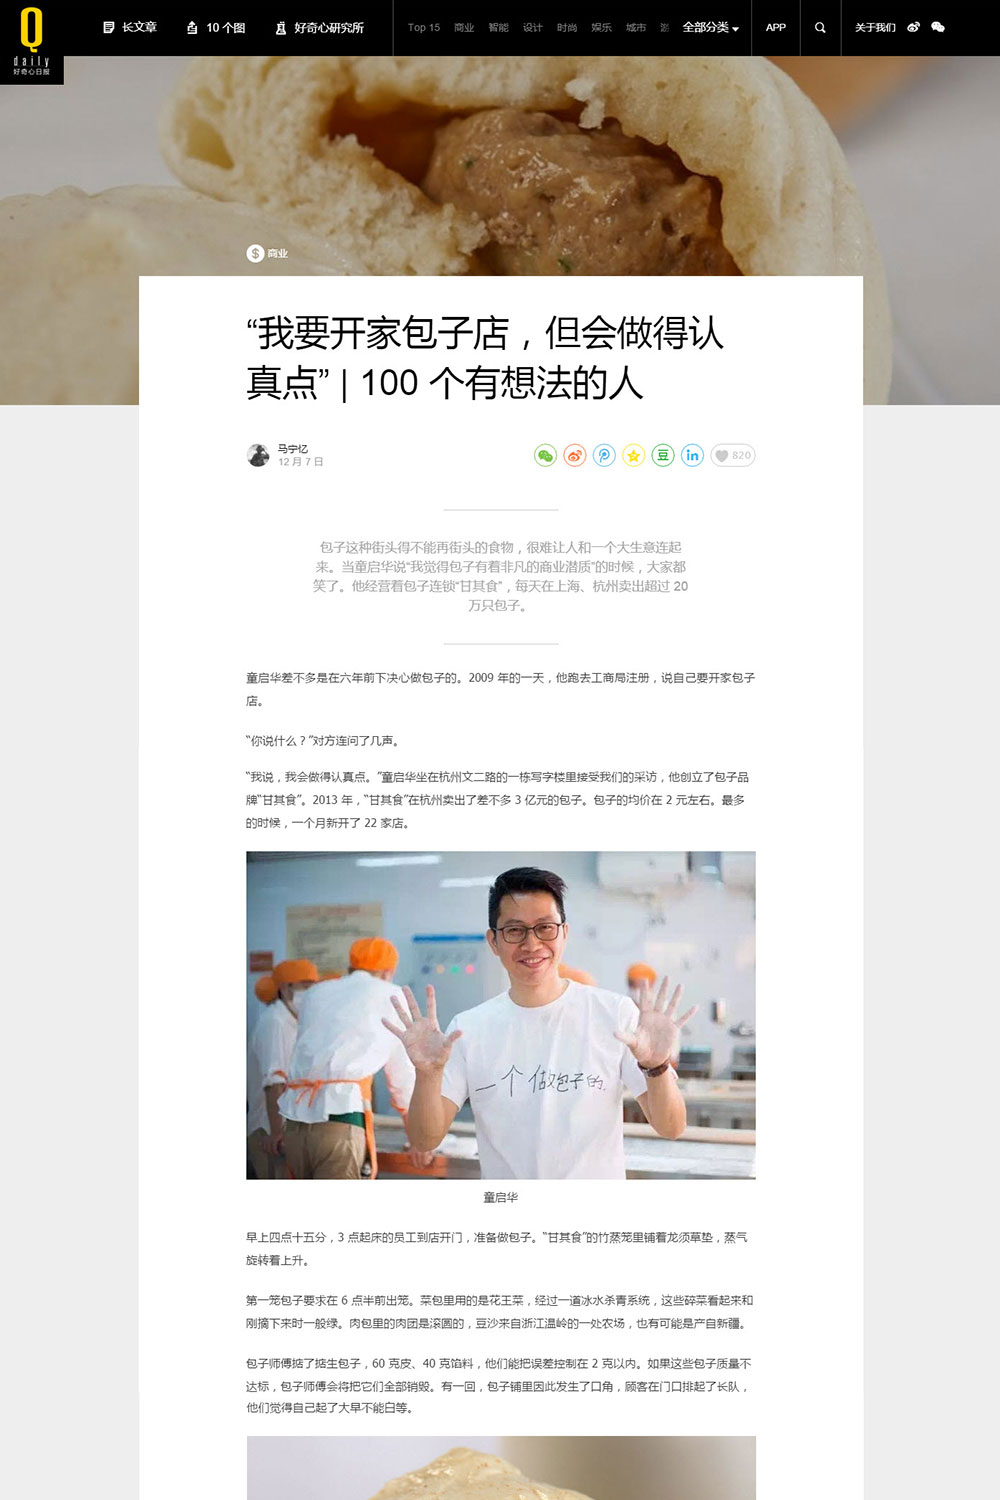 Q
daily
好奇心日报
长文章 10 个图 好奇心研究所 Top 15 商业 智能 设计 时尚 娱乐 城市 全部分类 APP 关于我们
$ 商业
“我要开家包子店，但会做得认
真点” | 100 个有想法的人
马宁忆
12 月 7 日
豆 in 820
包子这种街头得不能再街头的食物，很难让人和一个大生意连起
来。当童启华说“我觉得包子有着非凡的商业潜质”的时候，大家都
笑了。他经营着包子连锁“甘其食”，每天在上海、杭州卖出超过 20
万只包子。
童启华差不多是在六年前下决心做包子的。2009 年的一天，他跑去工商局注册，说自己要开家包子
店。
“你说什么？”对方连问了几声。
“我说，我会做得认真点。”童启华坐在杭州文二路的一栋写字楼里接受我们的采访，他创立了包子品
牌“甘其食”。2013 年，“甘其食”在杭州卖出了差不多 3 亿元的包子。包子的均价在 2 元左右。最多
的时候，一个月新开了 22 家店。
一个做包子的.
童启华
早上四点十五分，3 点起床的员工到店开门，准备做包子。“甘其食”的竹蒸笼里铺着龙须草垫，蒸气
旋转着上升。
第一笼包子要求在 6 点半前出笼。菜包里用的是花王菜，经过一道冰水杀青系统，这些碎菜看起来和
刚摘下来时一般绿。肉包里的肉团是滚圆的，豆沙来自浙江温岭的一处农场，也有可能是产自新疆。
包子师傅掂了掂生包子，60 克皮、40 克馅料，他们能把误差控制在 2 克以内。如果这些包子质量不
达标，包子师傅会将把它们全部销毁。有一回，包子铺里因此发生了口角，顾客在门口排起了长队，
他们觉得自己起了大早不能白等。